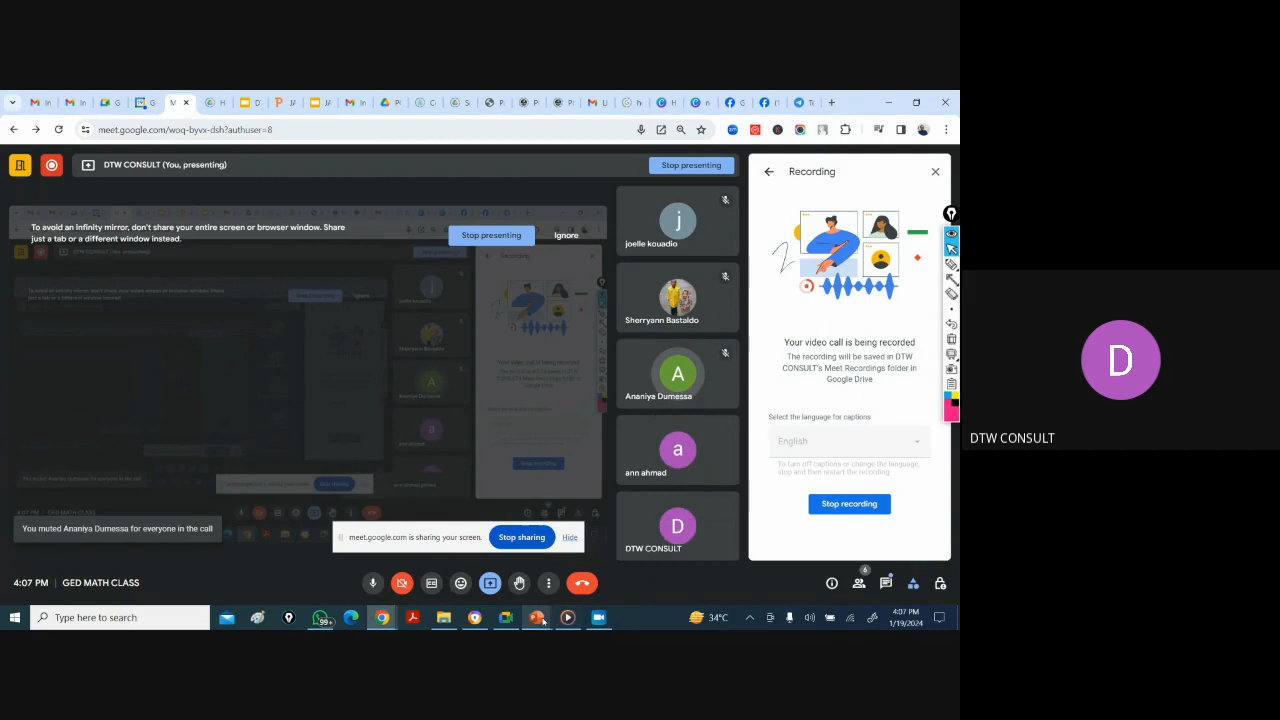 meet.google.com/woq-byvx-dsh?authuser=8
DTW CONSULT (You, presenting)
Stop presenting
To avoid an infinity mirror, don't share your entire screen or browser window. Share
just a tab or a different window instead.
Stop presenting
Ignore
joelle kouadio
Sherryann Bastaldo
A
Ananiya Dumessa
a
ann ahmad
D
DTW CONSULT
Recording
Your video call is being recorded
The recording will be saved in DTW
CONSULT's Meet Recordings folder in
Google Drive
Select the language for captions
English
To turn off captions or change the language,
stop and then restart the recording
Stop recording
You muted Ananiya Dumessa for everyone in the call
meet.google.com is sharing your screen.
Stop sharing
Hide
4:07 PM
GED MATH CLASS
6
Type here to search
99+
34°C
4:07 PM
1/19/2024
D
DTW CONSULT